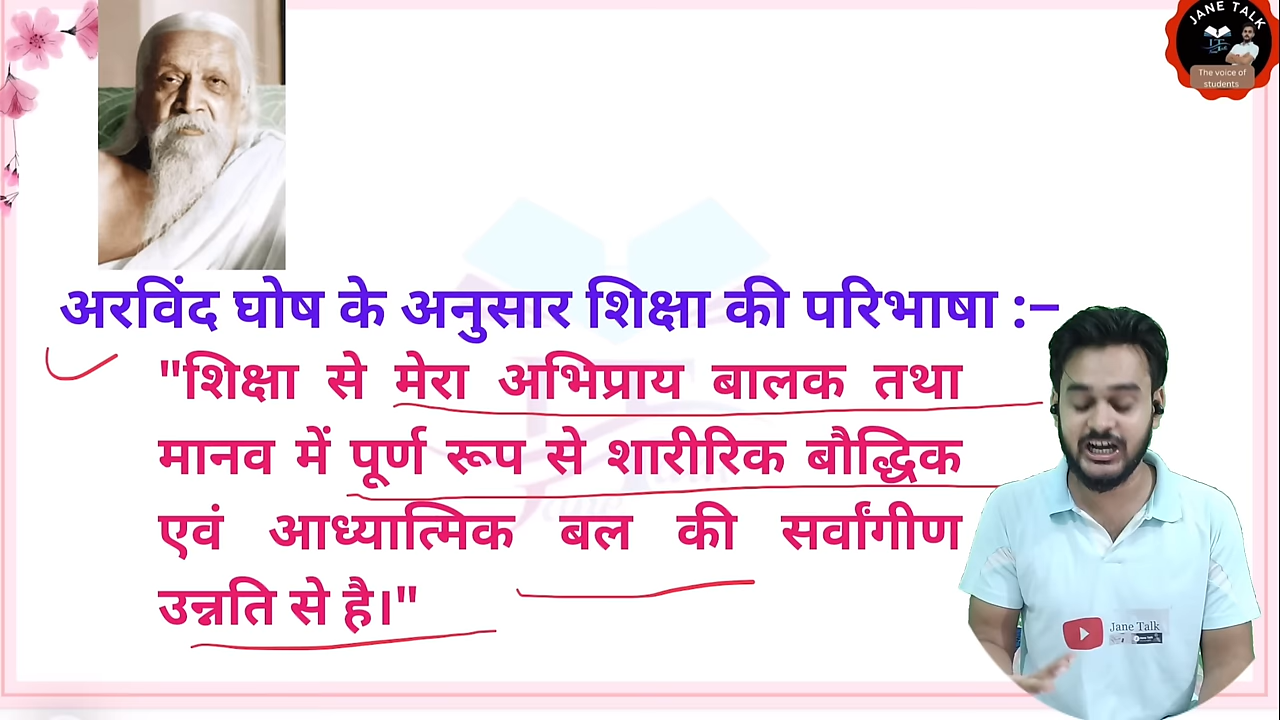 JANE TALK
The voice of
students
अरविंद घोष के अनुसार शिक्षा की परिभाषा :–
"शिक्षा से मेरा अभिप्राय बालक तथा
मानव में पूर्ण रूप से शारीरिक बौद्धिक
एवं आध्यात्मिक बल की सर्वांगीण
उन्नति से है।"
Jane Talk